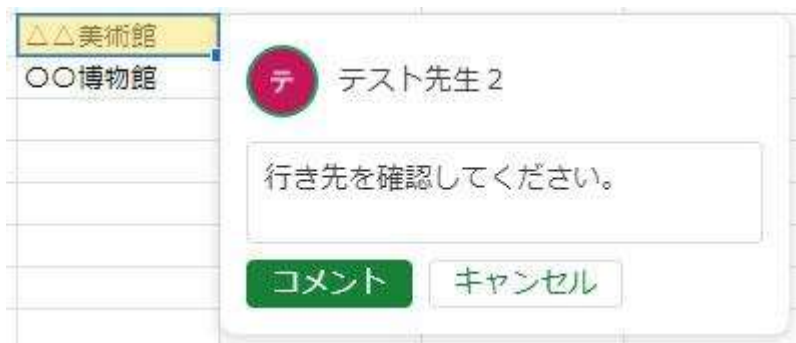 △△美術館
〇〇博物館
テ
テスト先生2
行き先を確認してください。
コメント
キャンセル